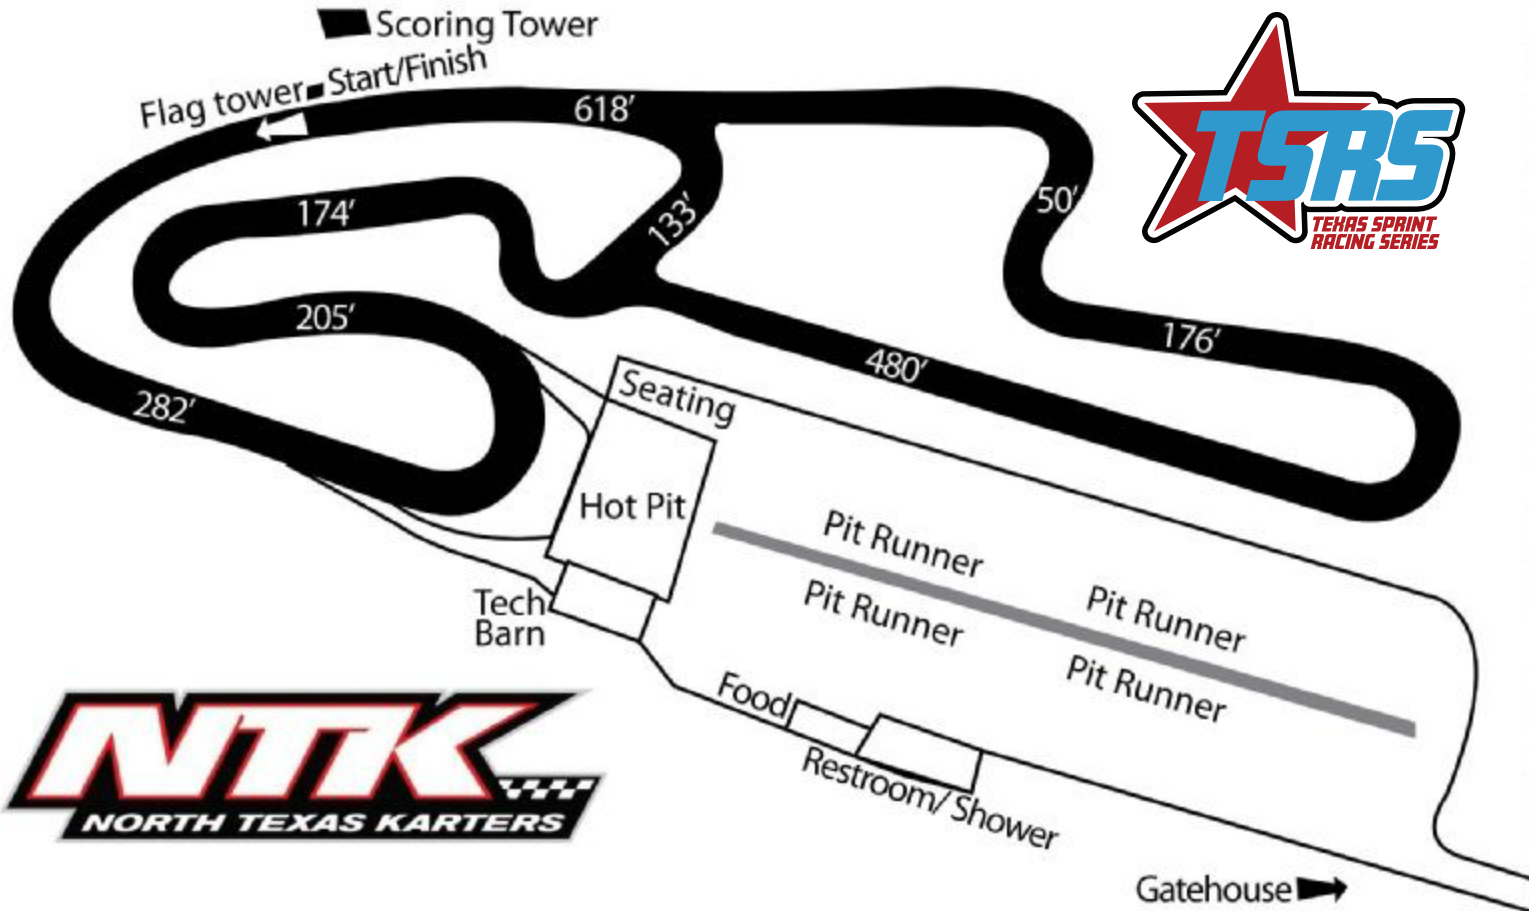 Scoring Tower
Flag tower Start/Finish
618'
TSRS
TEXAS SPRINT
RACING SERIES
174'
133'
50'
205'
176'
480'
282'
Seating
Hot Pit
Pit Runner
Pit Runner
Pit Runner
Pit Runner
Tech
Barn
Food
Restroom/ Shower
NTK
NORTH TEXAS KARTERS
Gatehouse